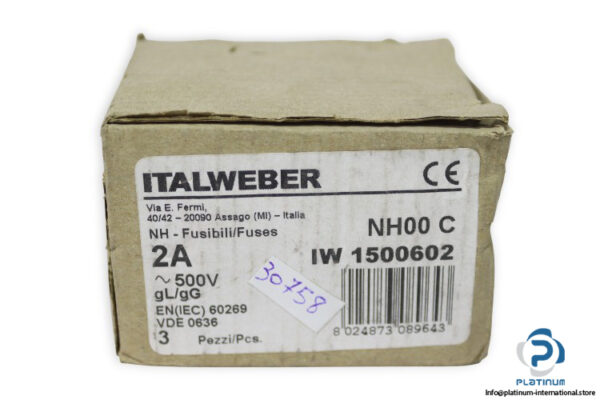 ITALWEBER
CE
Via E. Fermi,
40/42 – 20090 Assago (MI) – Italia
NH - Fusibili/Fuses
NH00 C
2A
IW 1500602
~ 500V
gL/gG
30758
EN(IEC) 60269
VDE 0636
8 024873 089643
3 Pezzi/Pcs.
PLATINUM
Info@platinum-international.store